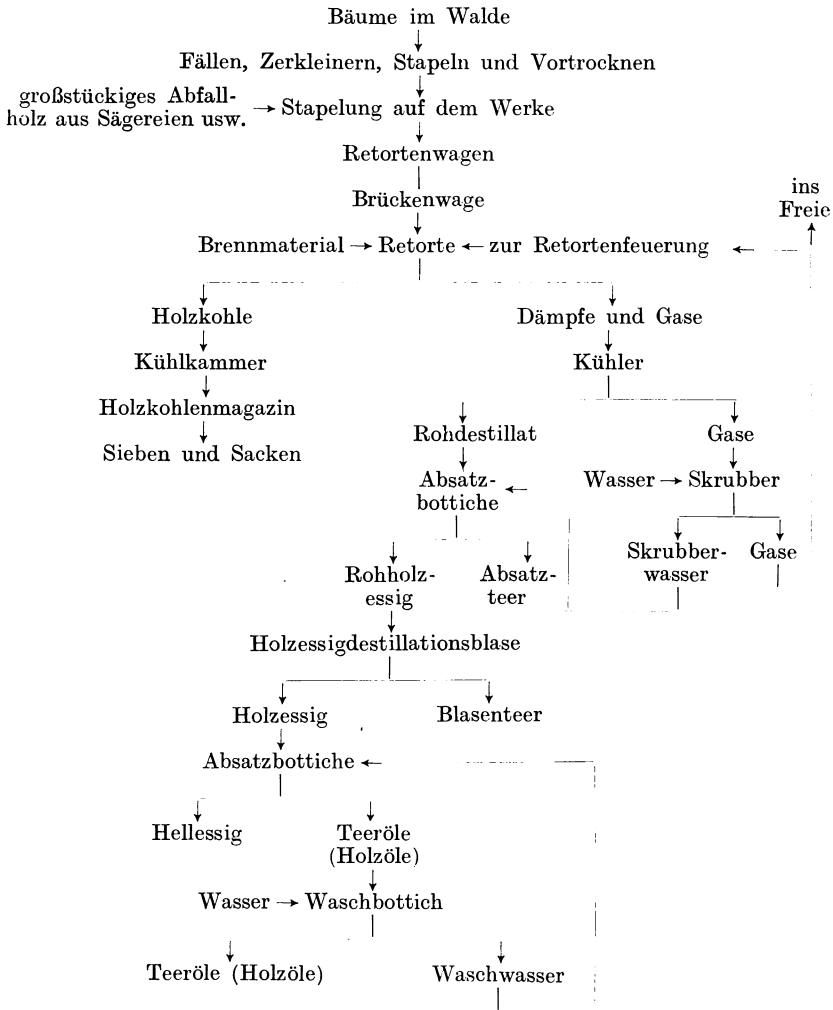 Bäume im Walde
Fällen, Zerkleinern, Stapeln und Vortrocknen
großstückiges Abfall-
holz aus Sägereien usw.
Stapelung auf dem Werke
Retortenwagen
Brückenwage
ins
Freie
Brennmaterial → Retorte ← zur Retortenfeuerung ←
Holzkohle
Dämpfe und Gase
Kühlkammer
Kühler
Holzkohlenmagazin
Rohdestillat
Gase
Sieben und Sacken
Absatz-
bottiche
Wasser → Skrubber
Skrubber-
wasser
Gase
Rohholz-
essig
Absatz-
teer
Holzessigdestillationsblase
Holzessig
Blasenteer
Absatzbottiche
Hellessig
Teeröle
(Holzöle)
Wasser → Waschbottich
Teeröle (Holzöle)
Waschwasser